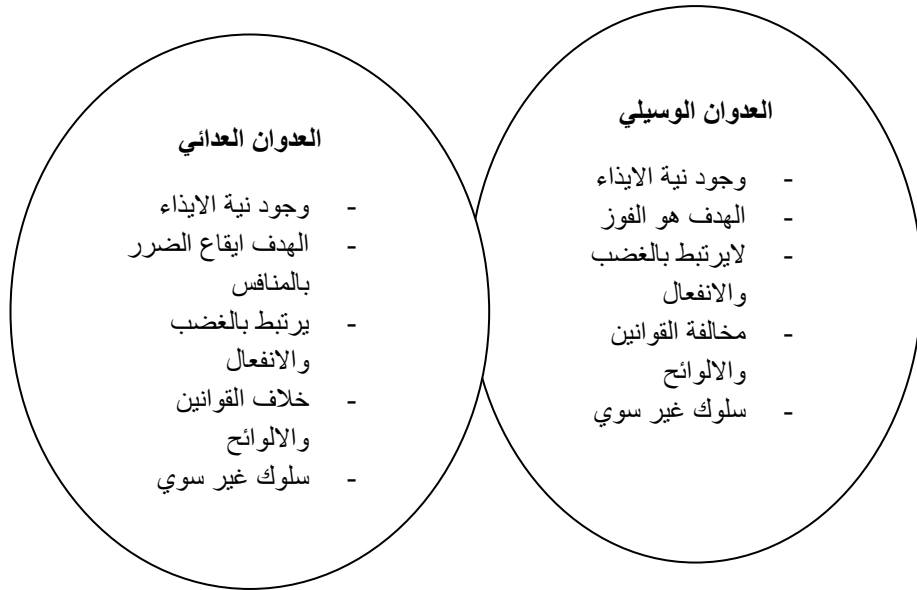 العدوان الوسيلي
- وجود نية الايذاء
- الهدف هو الفوز
- لايرتبط بالغضب
والانفعال
- مخالفة القوانين
والالوائح
- سلوك غير سوي
العدوان العدائي
- وجود نية الايذاء
- الهدف ايقاع الضرر
بالمنافس
- يرتبط بالغضب
والانفعال
- خلاف القوانين
والالوائح
- سلوك غير سوي